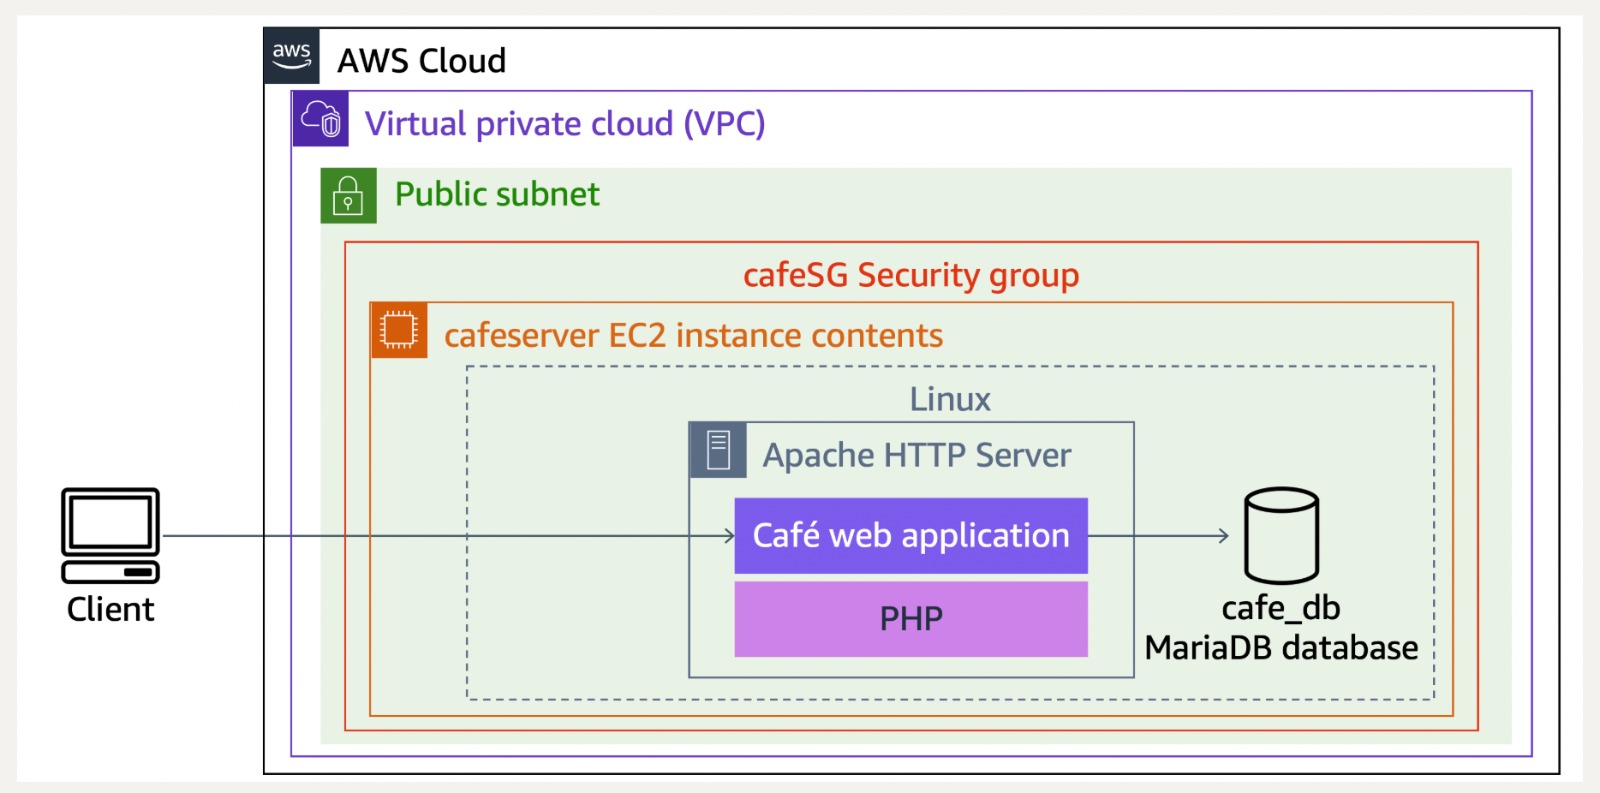 aws
AWS Cloud
Virtual private cloud (VPC)
Public subnet
cafeSG Security group
cafeserver EC2 instance contents
Linux
Apache HTTP Server
Café web application
PHP
Client
cafe_db
MariaDB database